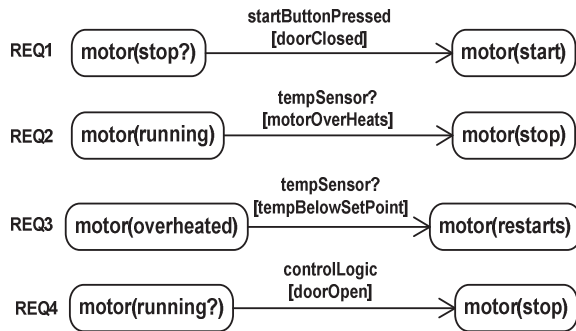 startButtonPressed
[doorClosed]
REQ1 motor(stop?) motor(start)
tempSensor?
[motorOverHeats]
REQ2 motor(running) motor(stop)
tempSensor?
[tempBelowSetPoint]
REQ3 motor(overheated) motor(restarts)
controlLogic
[doorOpen]
REQ4 motor(running?) motor(stop)